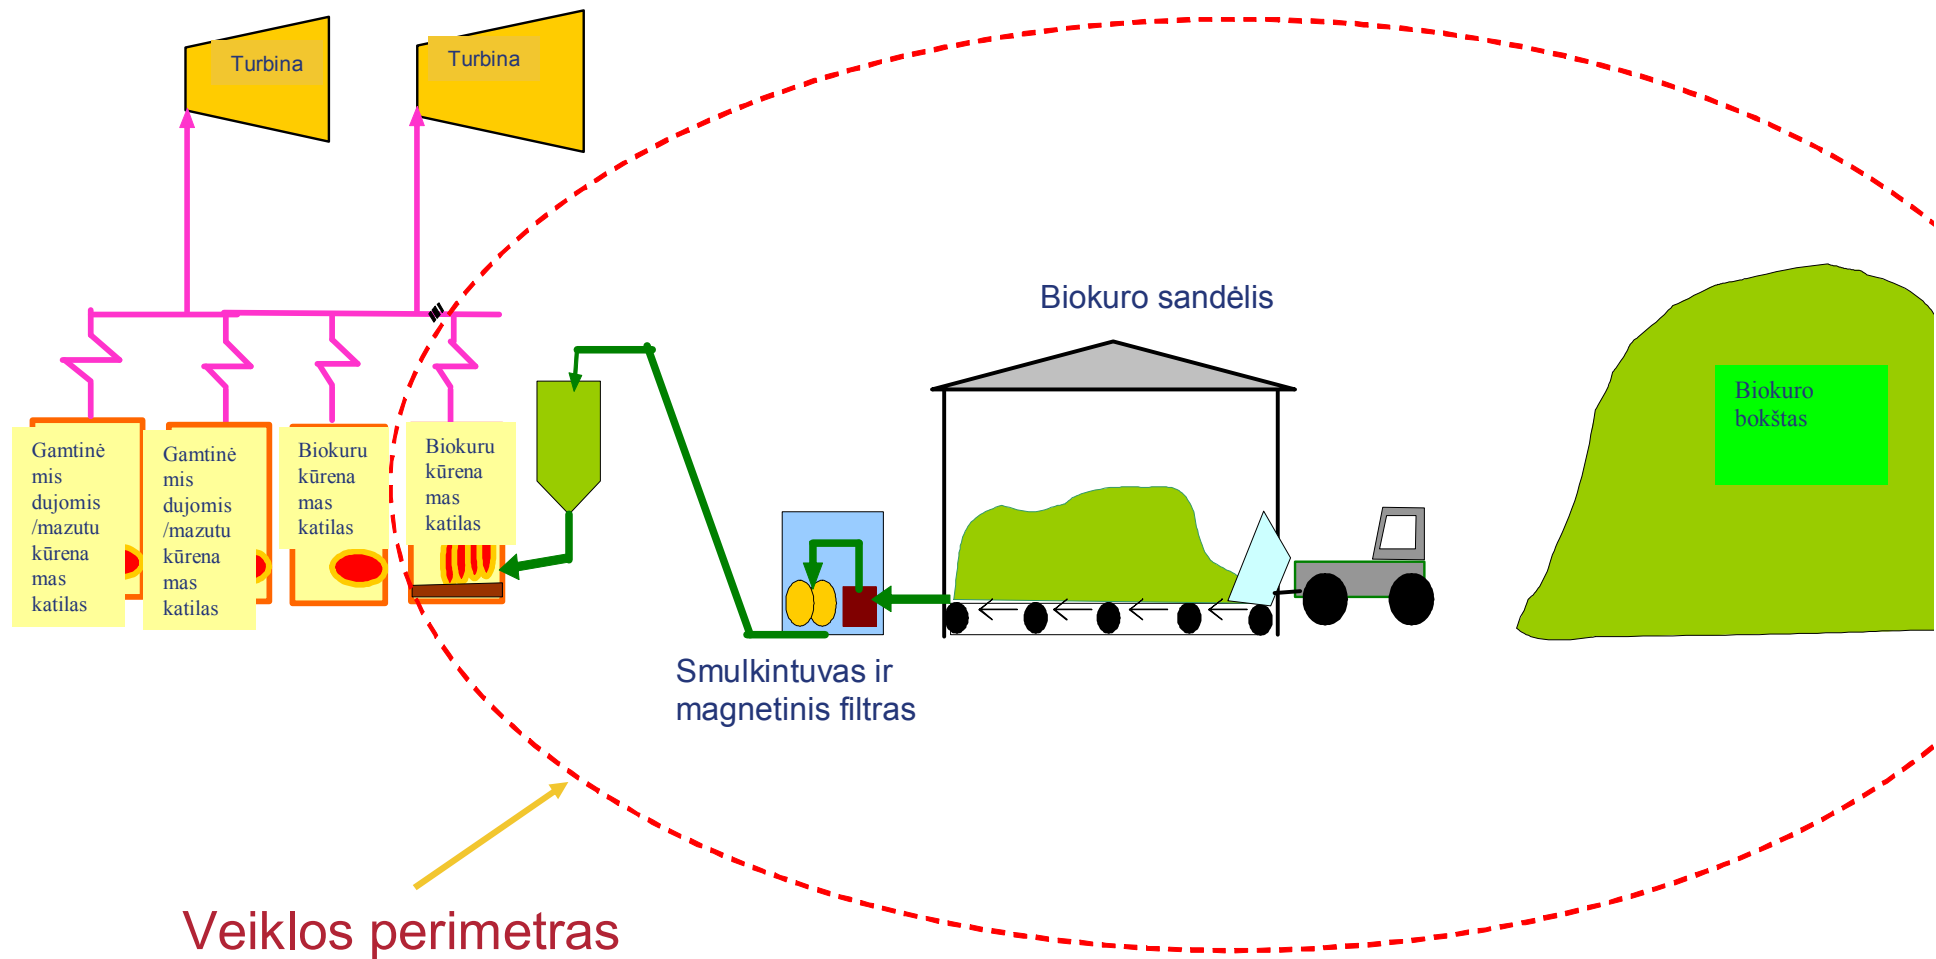 Turbina
Turbina
Biokuro sandėlis
Biokuro
bokštas
Gamtinė
mis
dujomis
/mazutu
kūrena
mas
katilas
Gamtinė
mis
dujomis
/mazutu
kūrena
mas
katilas
Biokuru
kūrena
mas
katilas
Biokuru
kūrena
mas
katilas
Smulkintuvas ir
magnetinis filtras
Veiklos perimetras